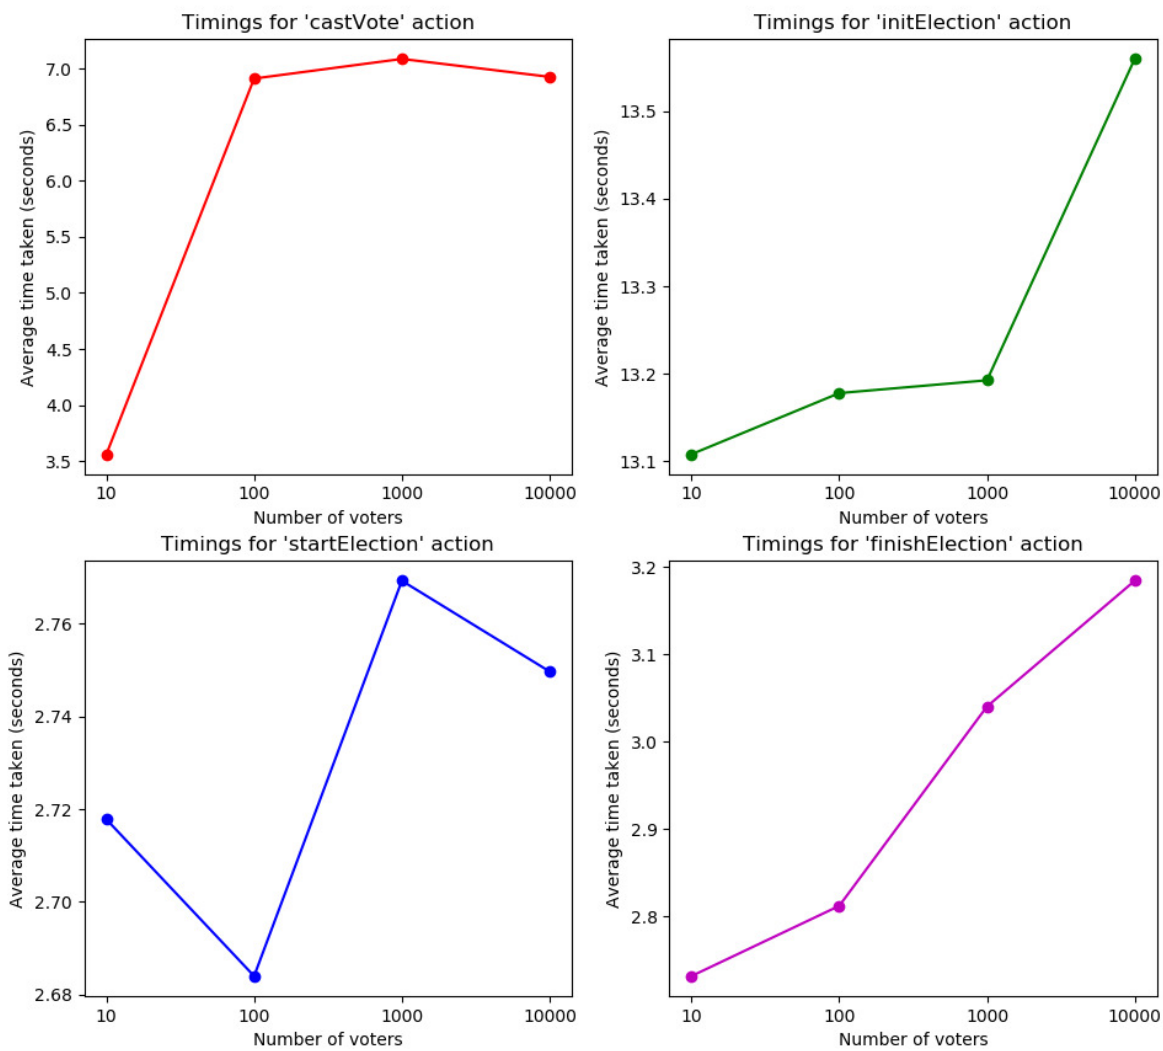 Timings for 'castVote' action
Average time taken (seconds)
7.0
6.5
6.0
5.5
5.0
4.5
4.0
3.5
10 100 1000 10000
Number of voters
Timings for 'initElection' action
Average time taken (seconds)
13.5
13.4
13.3
13.2
13.1
10 100 1000 10000
Number of voters
Timings for 'startElection' action
Average time taken (seconds)
2.76
2.74
2.72
2.70
2.68
10 100 1000 10000
Number of voters
Timings for 'finishElection' action
Average time taken (seconds)
3.2
3.1
3.0
2.9
2.8
10 100 1000 10000
Number of voters